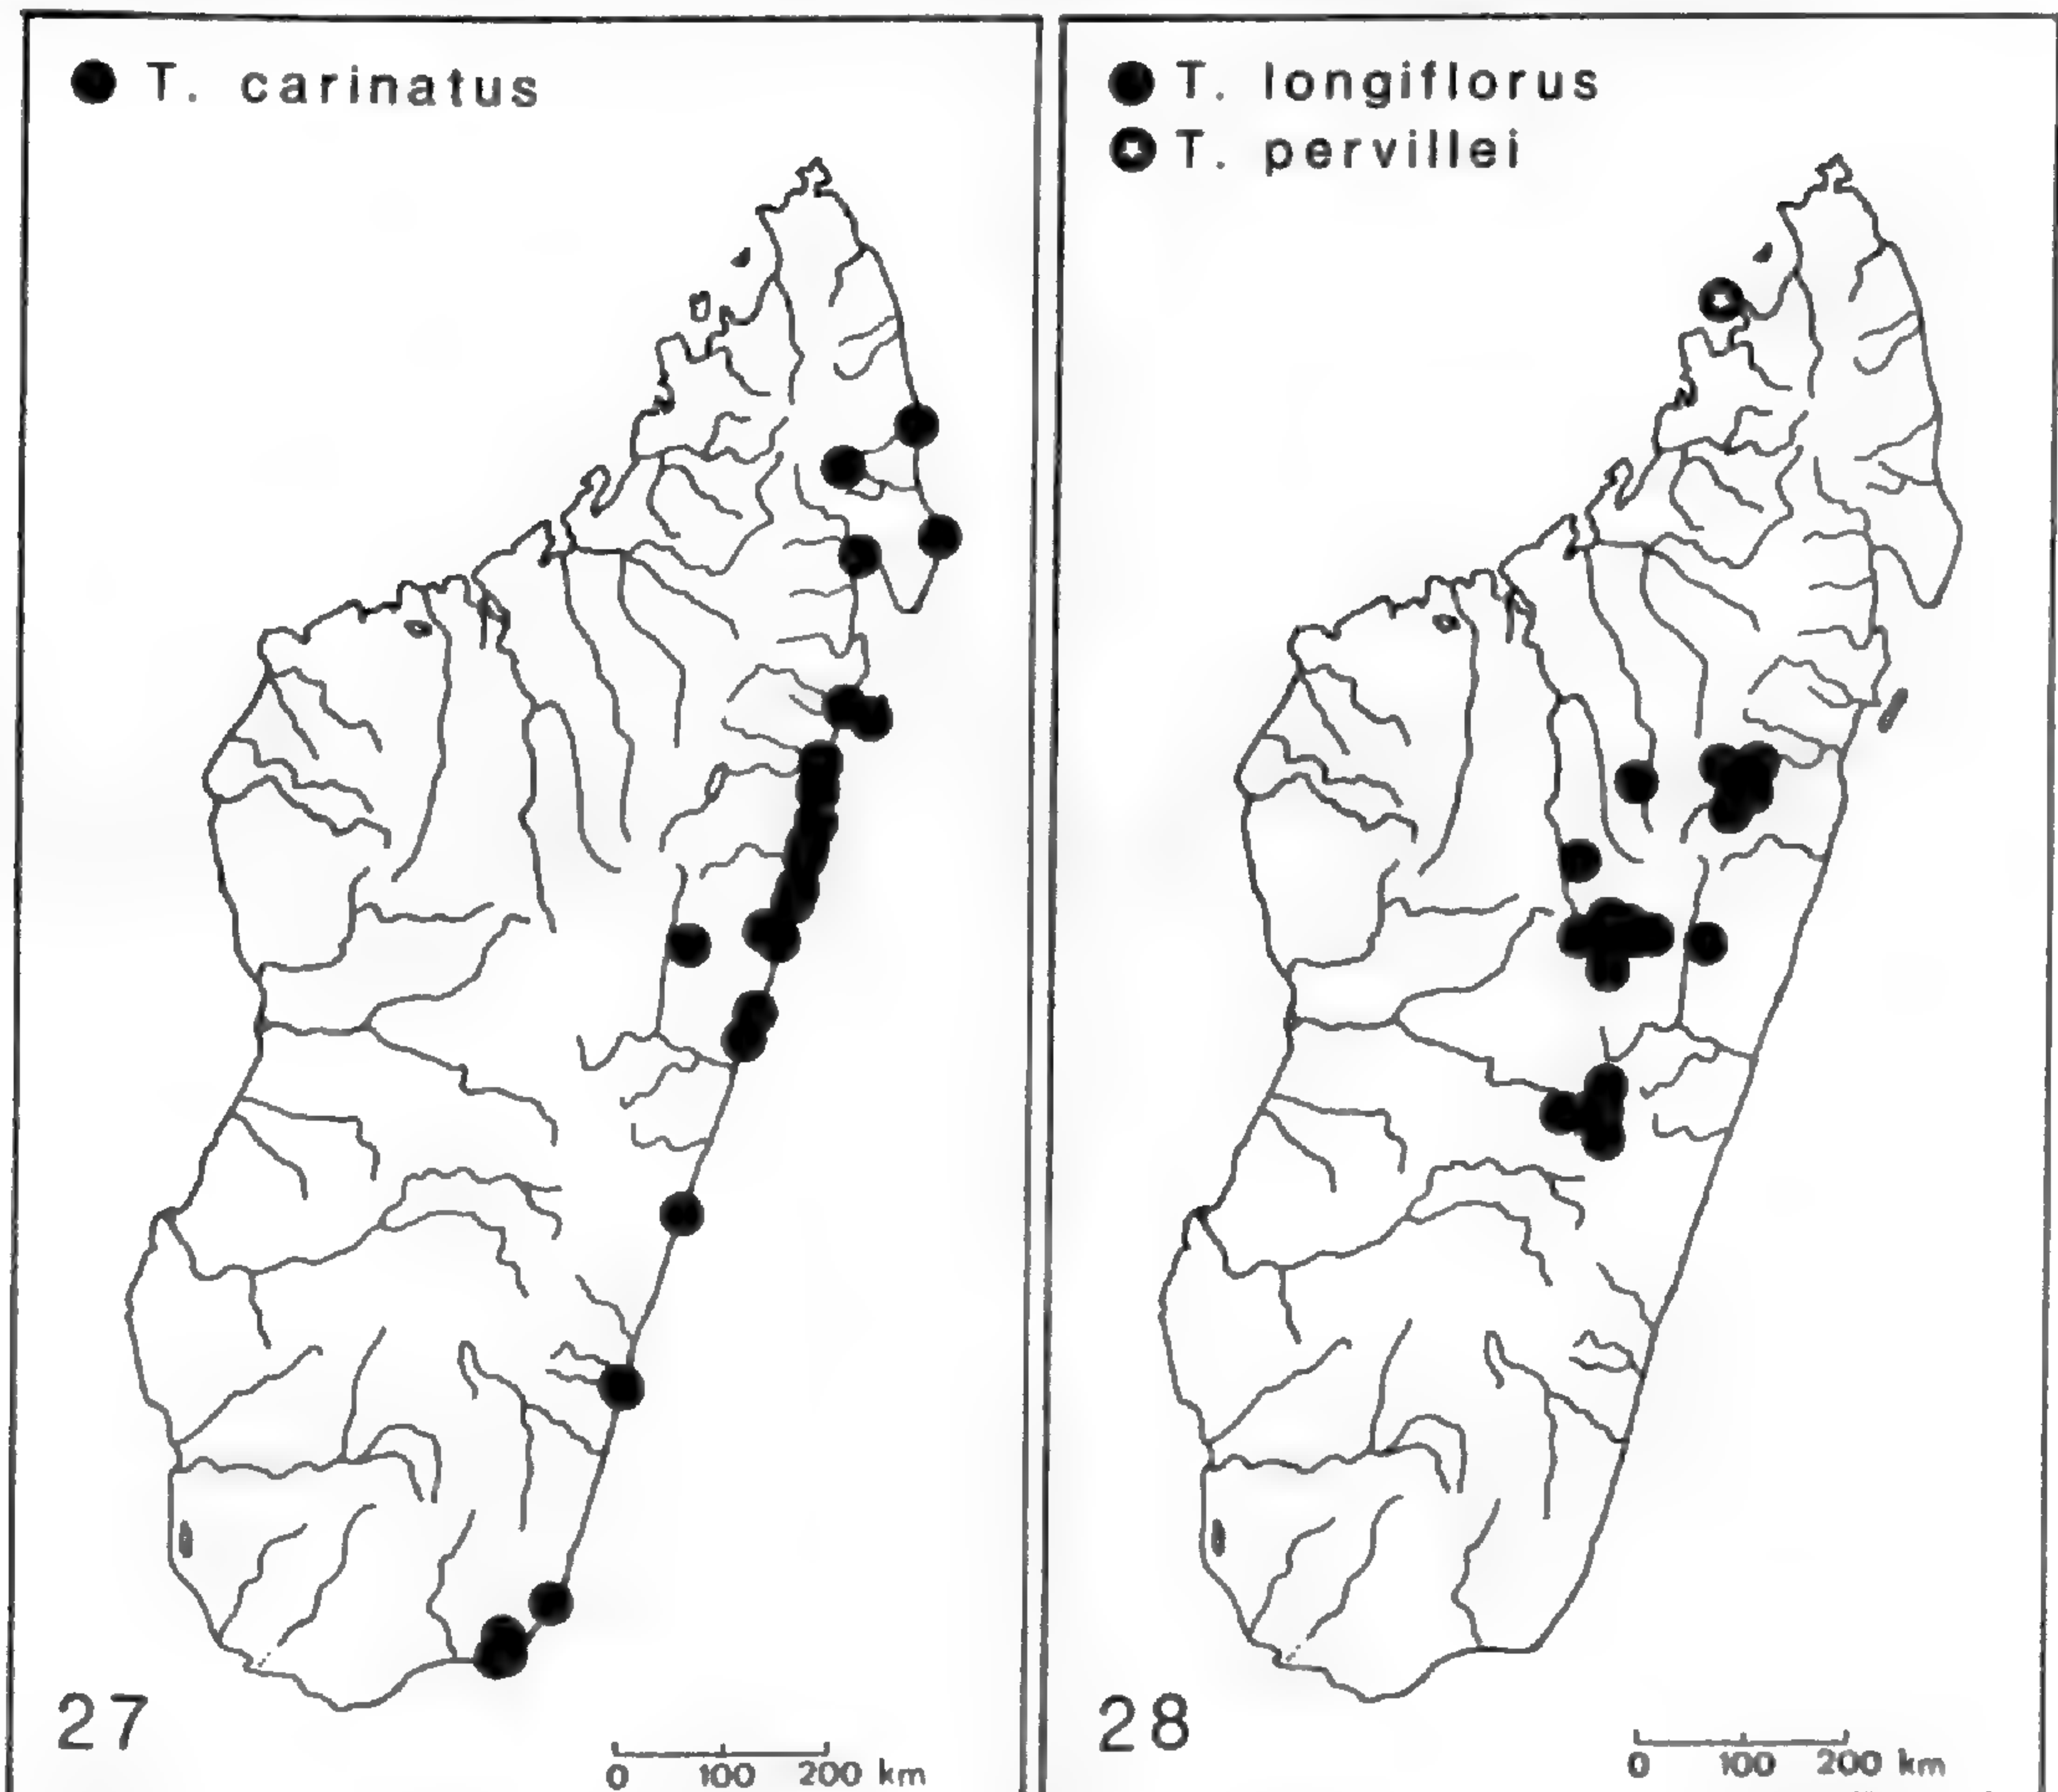 T. carinatus
27
0 100 200 km
T. longiflorus
T. pervillei
28
0 100 200 km